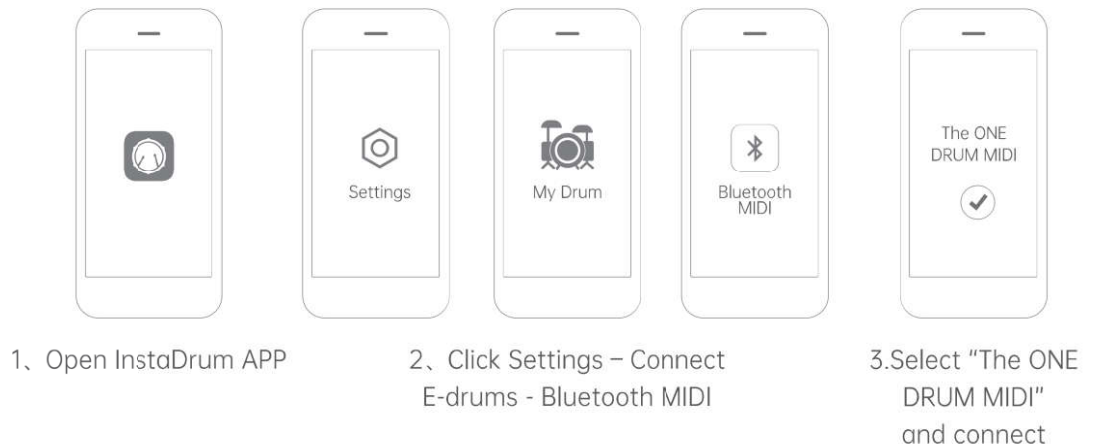 Settings
My Drum
Bluetooth
MIDI
The ONE
DRUM MIDI
1、Open InstaDrum APP
2、Click Settings – Connect
E-drums - Bluetooth MIDI
3.Select "The ONE
DRUM MIDI"
and connect